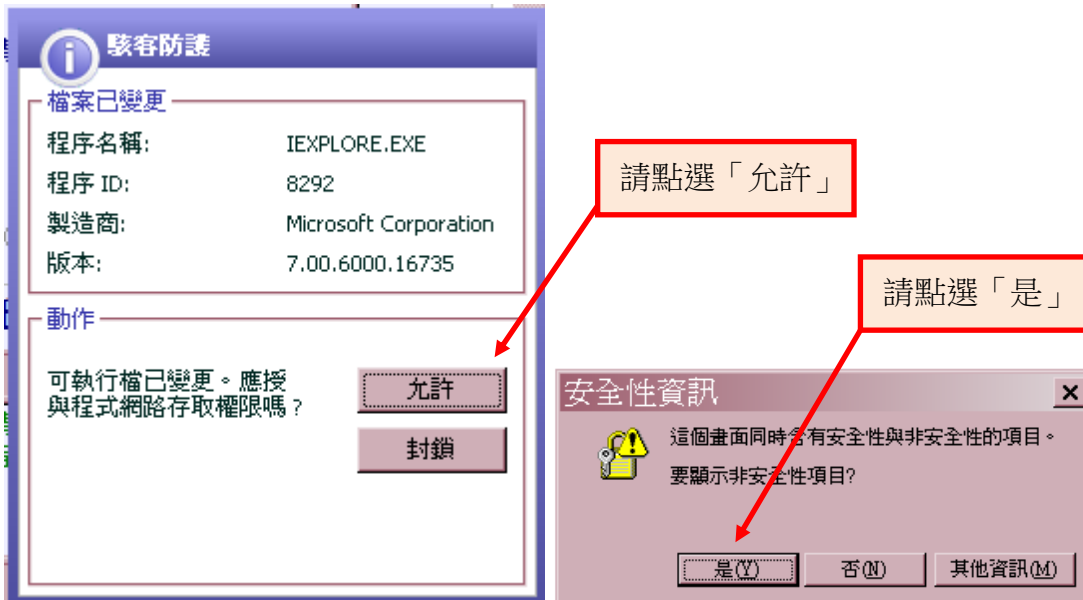 駭客防護
檔案已變更
程序名稱: IEXPLORE.EXE
程序 ID: 8292
製造商: Microsoft Corporation
版本: 7.00.6000.16735
動作
可執行檔已變更。應授
與程式網路存取權限嗎？
允許
封鎖
請點選「允許」
請點選「是」
安全性資訊
這個畫面同時含有安全性與非安全性的項目。
要顯示非安全性項目?
是(Y) 否(N) 其他資訊(M)